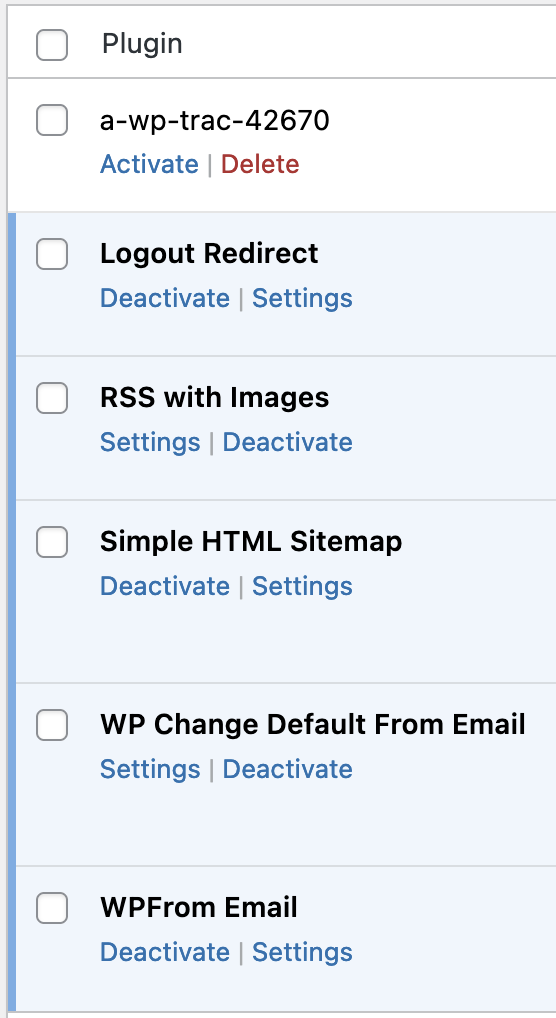 Plugin
a-wp-trac-42670
Activate | Delete
Logout Redirect
Deactivate | Settings
RSS with Images
Settings | Deactivate
Simple HTML Sitemap
Deactivate | Settings
WP Change Default From Email
Settings | Deactivate
WPFrom Email
Deactivate | Settings